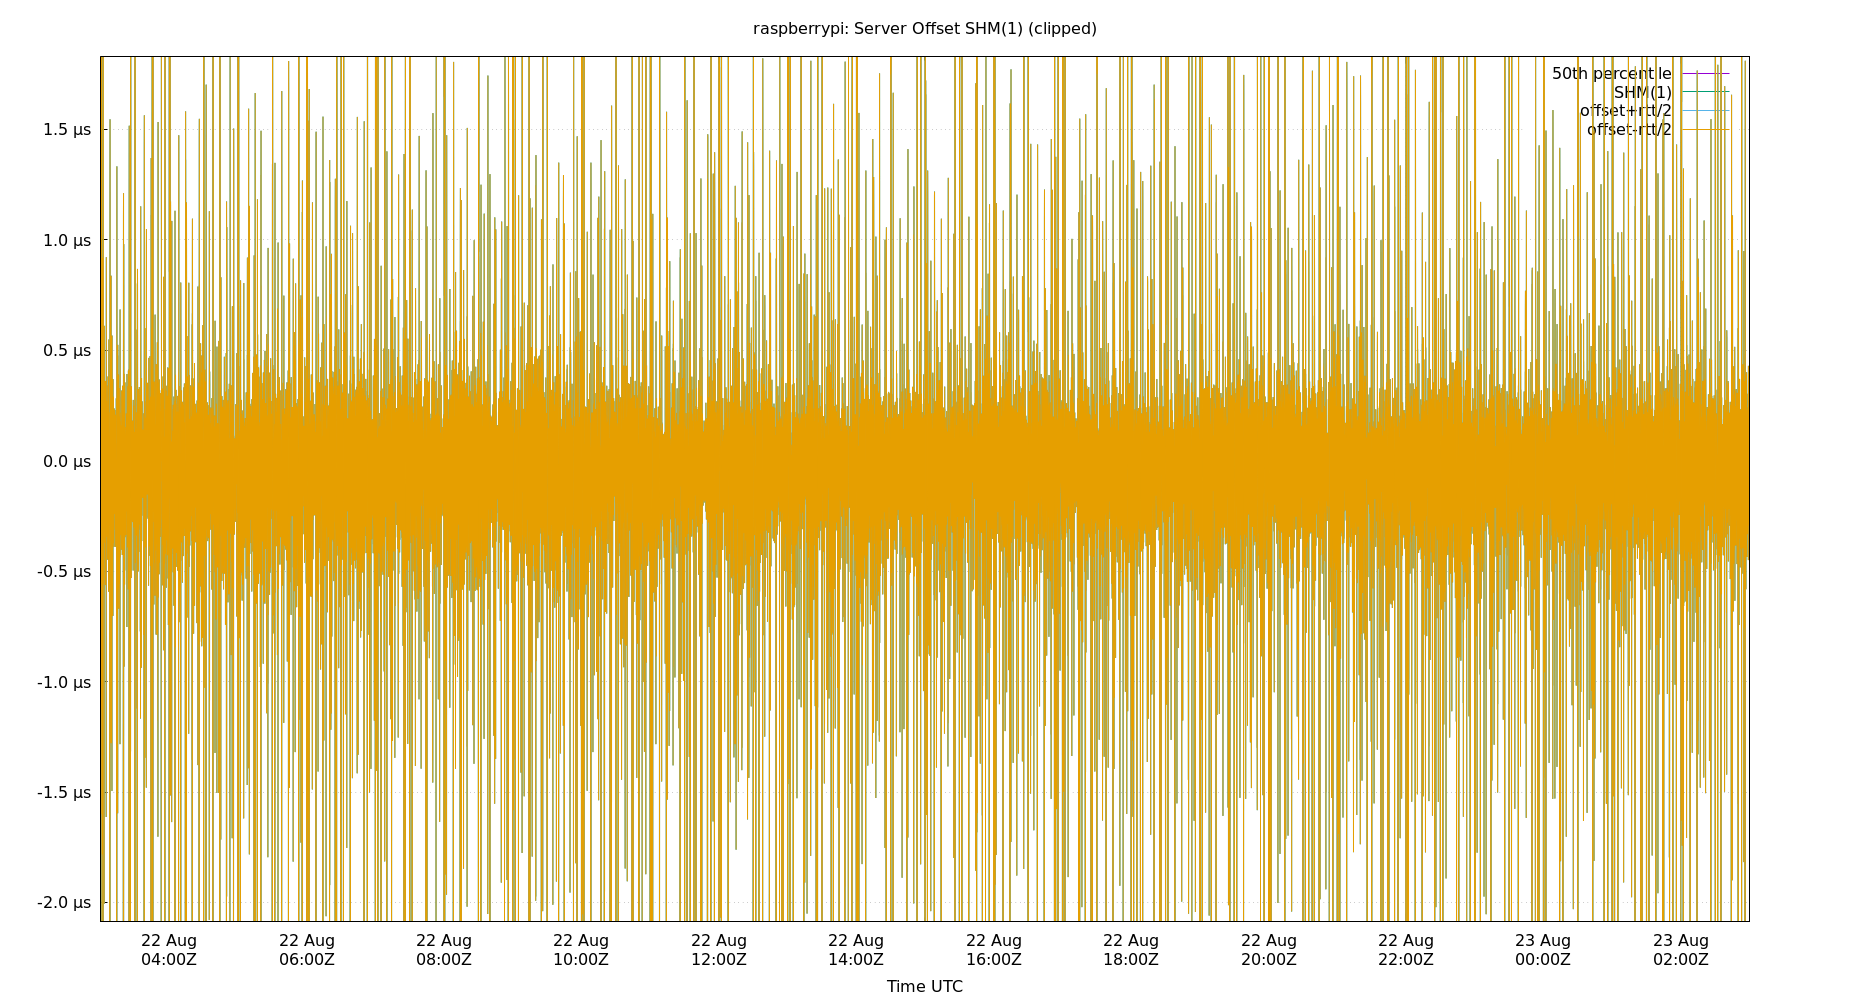 raspberrypi: Server Offset SHM(1) (clipped)
50th percentile
SHM(1)
offset+rtt/2
offset-rtt/2
1.5 µs
1.0 µs
0.5 µs
0.0 µs
-0.5 µs
-1.0 µs
-1.5 µs
-2.0 µs
22 Aug 22 Aug 22 Aug 22 Aug 22 Aug 22 Aug 22 Aug 22 Aug 22 Aug 22 Aug 23 Aug 23 Aug
04:00Z 06:00Z 08:00Z 10:00Z 12:00Z 14:00Z 16:00Z 18:00Z 20:00Z 22:00Z 00:00Z 02:00Z
Time UTC